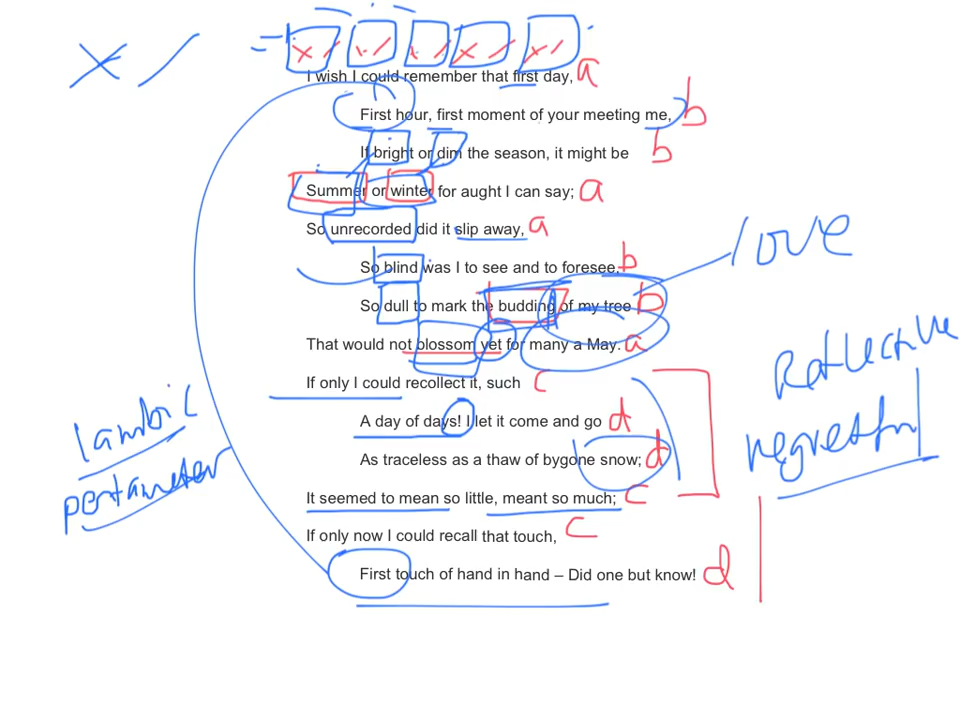 I wish I could remember that first day, a
First hour, first moment of your meeting me, b
If bright or dim the season, it might be b
Summer or winter for aught I can say; a
So unrecorded did it slip away, a
love
So blind was I to see and to foresee, b
So dull to mark the budding of my tree b
That would not blossom yet for many a May. a
Reflective
If only I could recollect it, such c
A day of days! I let it come and go d
Iambic
regretful
As traceless as a thaw of bygone snow; d
pentameter
It seemed to mean so little, meant so much; c
If only now I could recall that touch, c
First touch of hand in hand – Did one but know! d